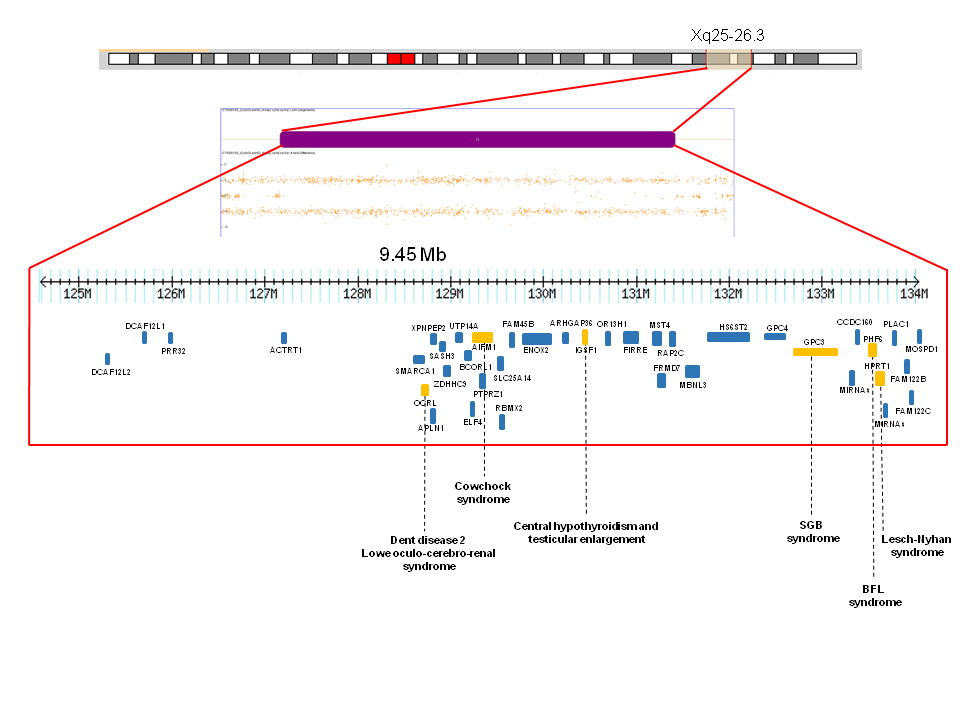 Xq25-26.3
9.45 Mb
125M 126M 127M 128M 129M 130M 131M 132M 133M 134M
DCAF12L1
DCAF12L2
PRR32
ACTRT1
XPNPEP2
UTP14A
FAM45B
ARHGAP36
OR13H1
MST4
HS6ST2
GPC4
CCDC160
PLAC1
AIFM1
ENOX2
IGSF1
FIRRE
RAP2C
GPC3
PHF6
MOSPD1
SASH3
BCORL1
SMARCA1
ZDHHC9
SLC25A14
FRMD7
MBNL3
HPRT1
FAM122B
MIRNAs
PTPRZ1
OCRL
ELF4
RBMX2
APLN1
FAM122C
MIRNAs
Cowchock
syndrome
Central hypothyroidism and
testicular enlargement
SGB
syndrome
Dent disease 2
Lowe oculo-cerebro-renal
syndrome
Lesch-Nyhan
syndrome
BFL
syndrome